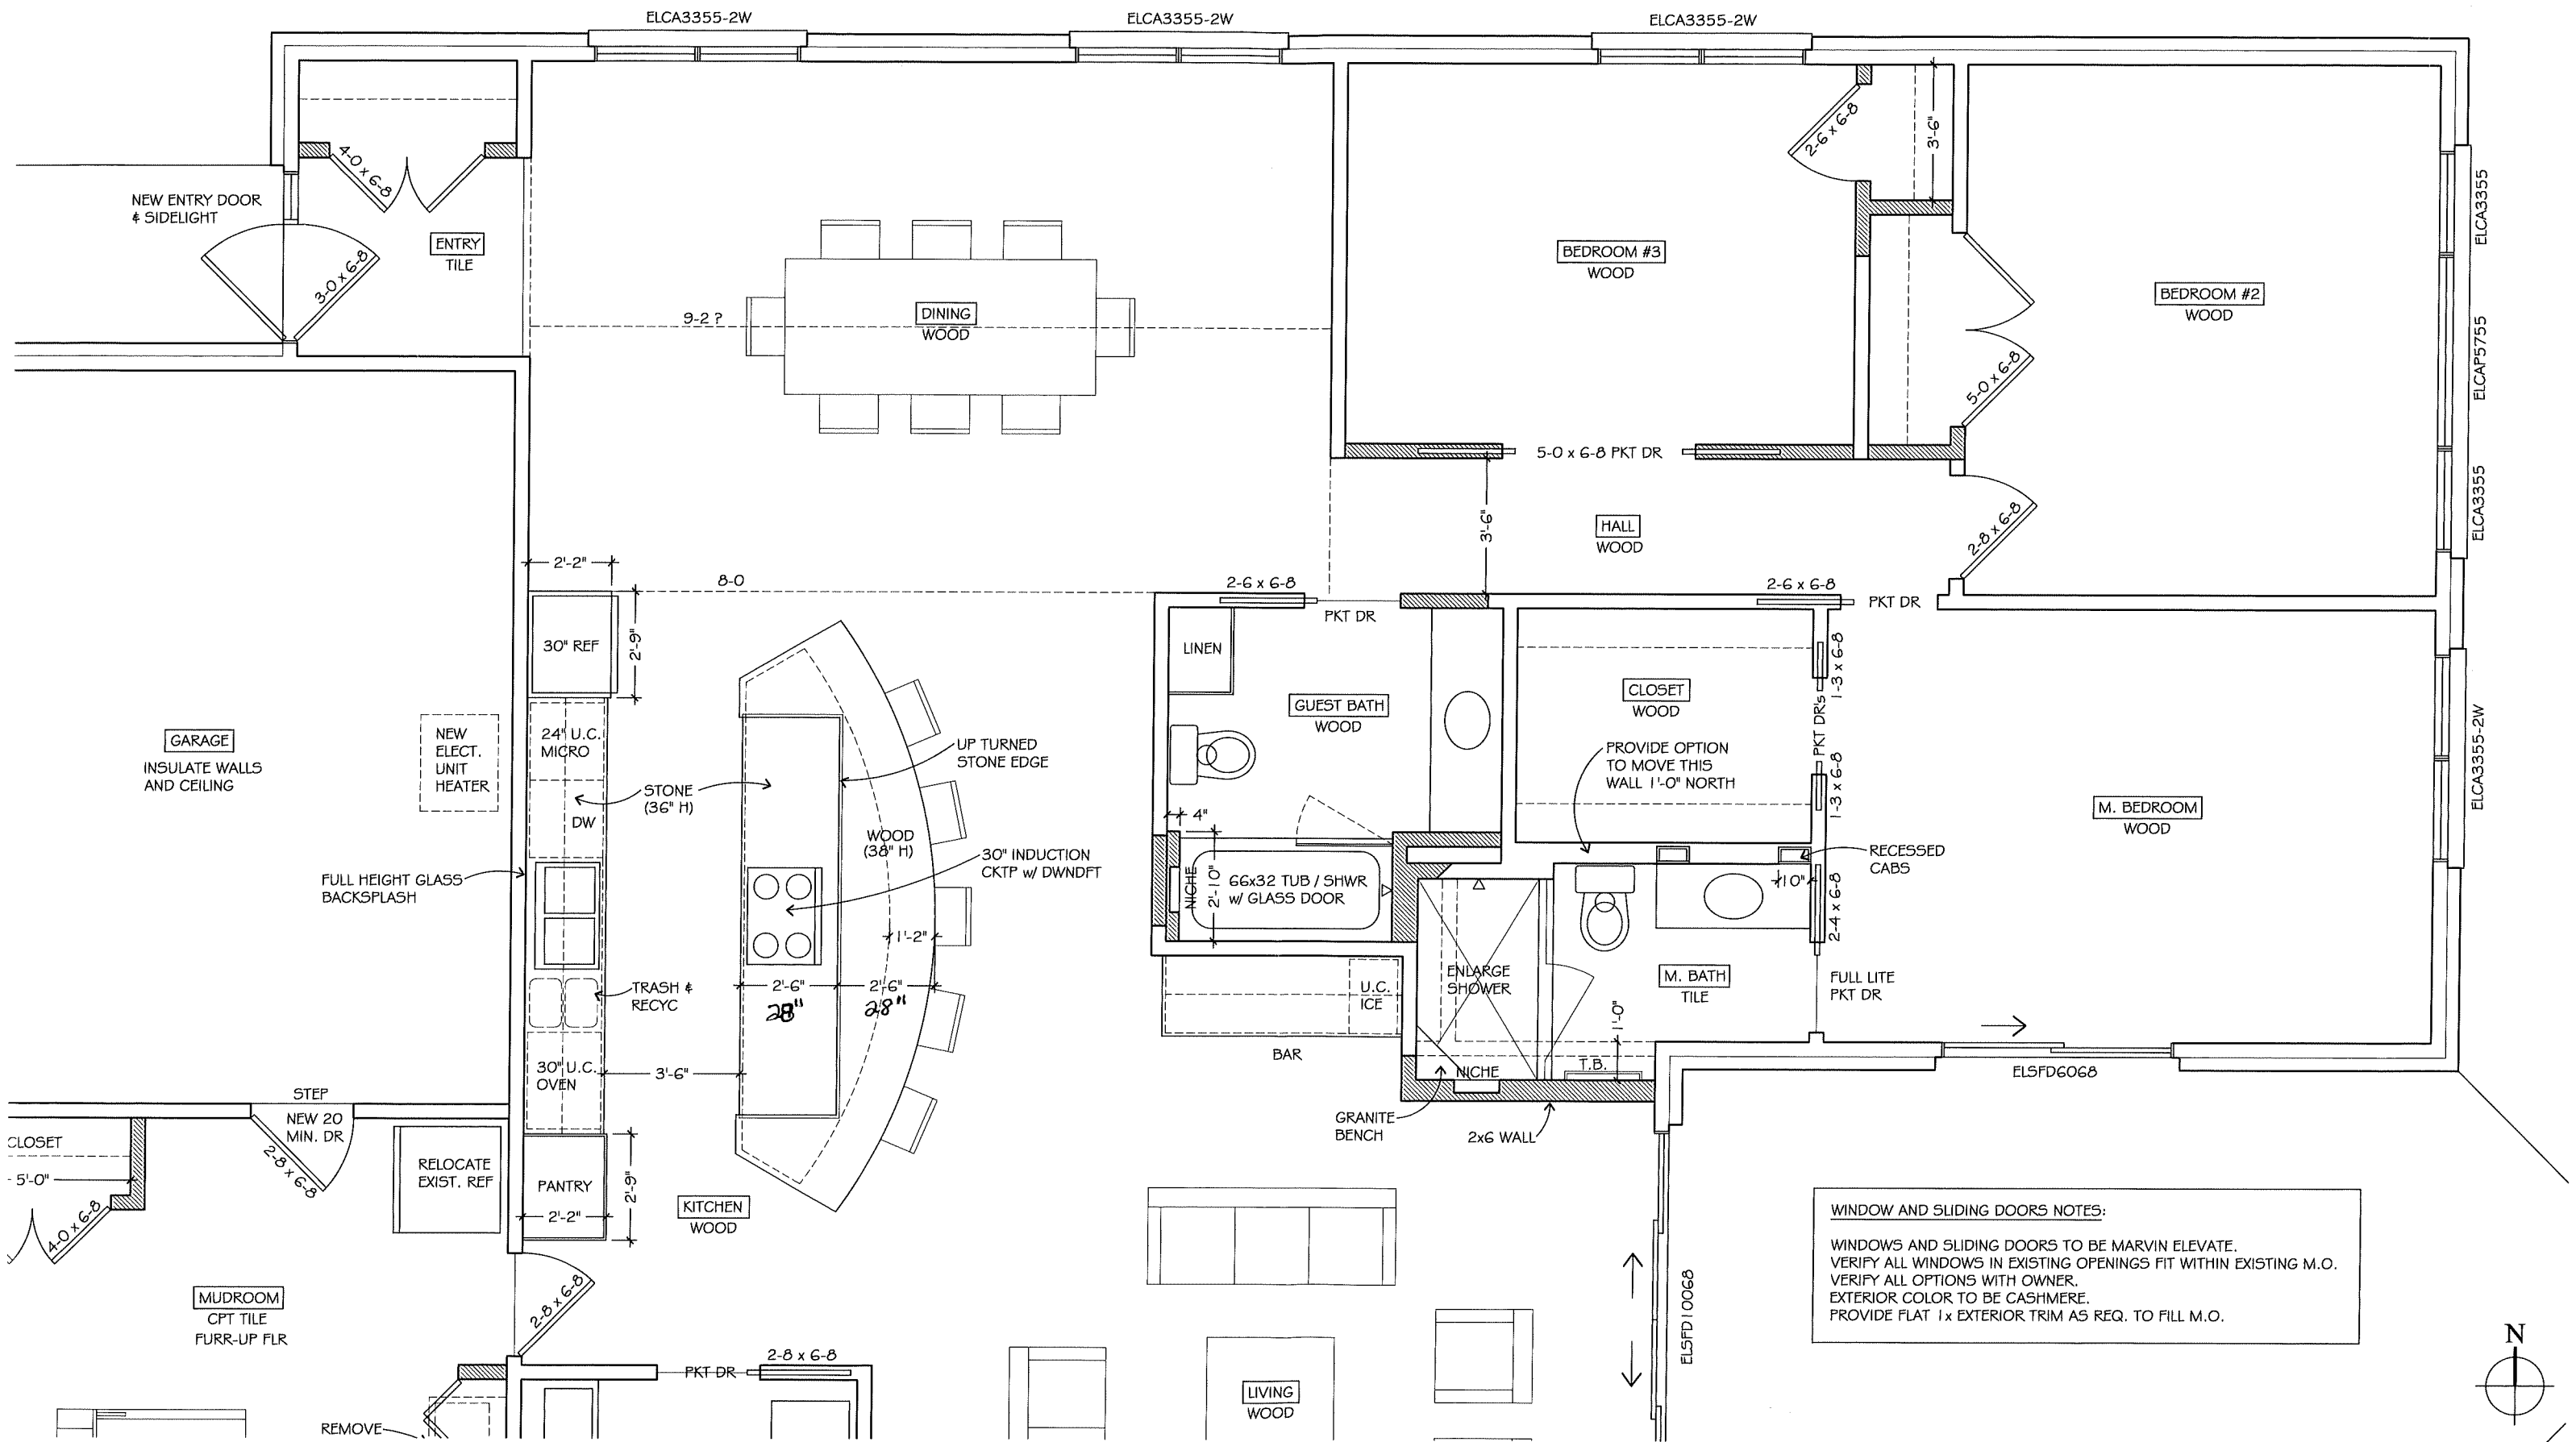 ELCA3355-2W
ELCA3355-2W
ELCA3355-2W
4-0 x 6-8
NEW ENTRY DOOR
& SIDELIGHT
3-0 x 6-8
ENTRY
TILE
9-2 ?
DINING
WOOD
BEDROOM #3
WOOD
2-6 x 6-8
3'-6"
5-0 x 6-8
BEDROOM #2
WOOD
ELCA3355
ELCAP5755
ELCA3355
5-0 x 6-8 PKT DR
3'-6"
HALL
WOOD
2-8 x 6-8
2'-2"
8-0
2-6 x 6-8
PKT DR
2-6 x 6-8
PKT DR
30" REF
2'-9"
LINEN
GUEST BATH
WOOD
CLOSET
WOOD
1-3 x 6-8
PKT DR's
1-3 x 6-8
PROVIDE OPTION
TO MOVE THIS
WALL 1'-0" NORTH
GARAGE
INSULATE WALLS
AND CEILING
NEW
ELECT.
UNIT
HEATER
24" U.C.
MICRO
DW
STONE
(36" H)
UP TURNED
STONE EDGE
WOOD
(38" H)
30" INDUCTION
CKTP w/ DWNDFT
FULL HEIGHT GLASS
BACKSPLASH
4"
NICHE
2'-10"
66x32 TUB / SHWR
w/ GLASS DOOR
RECESSED
CABS
10"
2-4 x 6-8
M. BEDROOM
WOOD
ELCA3355-2W
1'-2"
2'-6"
2'-6"
28"
28"
TRASH &
RECYC
U.C.
ICE
BAR
ENLARGE
SHOWER
M. BATH
TILE
FULL LITE
PKT DR
1'-0"
T.B.
NICHE
ELSFD6068
30" U.C.
OVEN
3'-6"
GRANITE
BENCH
2x6 WALL
STEP
NEW 20
MIN. DR
2-8 x 6-8
CLOSET
5'-0"
4-0 x 6-8
RELOCATE
EXIST. REF
PANTRY
2'-2"
2'-9"
KITCHEN
WOOD
MUDROOM
CPT TILE
FURR-UP FLR
2-8 x 6-8
PKT DR
2-8 x 6-8
REMOVE
LIVING
WOOD
ELSFD10068
WINDOW AND SLIDING DOORS NOTES:
WINDOWS AND SLIDING DOORS TO BE MARVIN ELEVATE.
VERIFY ALL WINDOWS IN EXISTING OPENINGS FIT WITHIN EXISTING M.O.
VERIFY ALL OPTIONS WITH OWNER.
EXTERIOR COLOR TO BE CASHMERE.
PROVIDE FLAT 1x EXTERIOR TRIM AS REQ. TO FILL M.O.
N